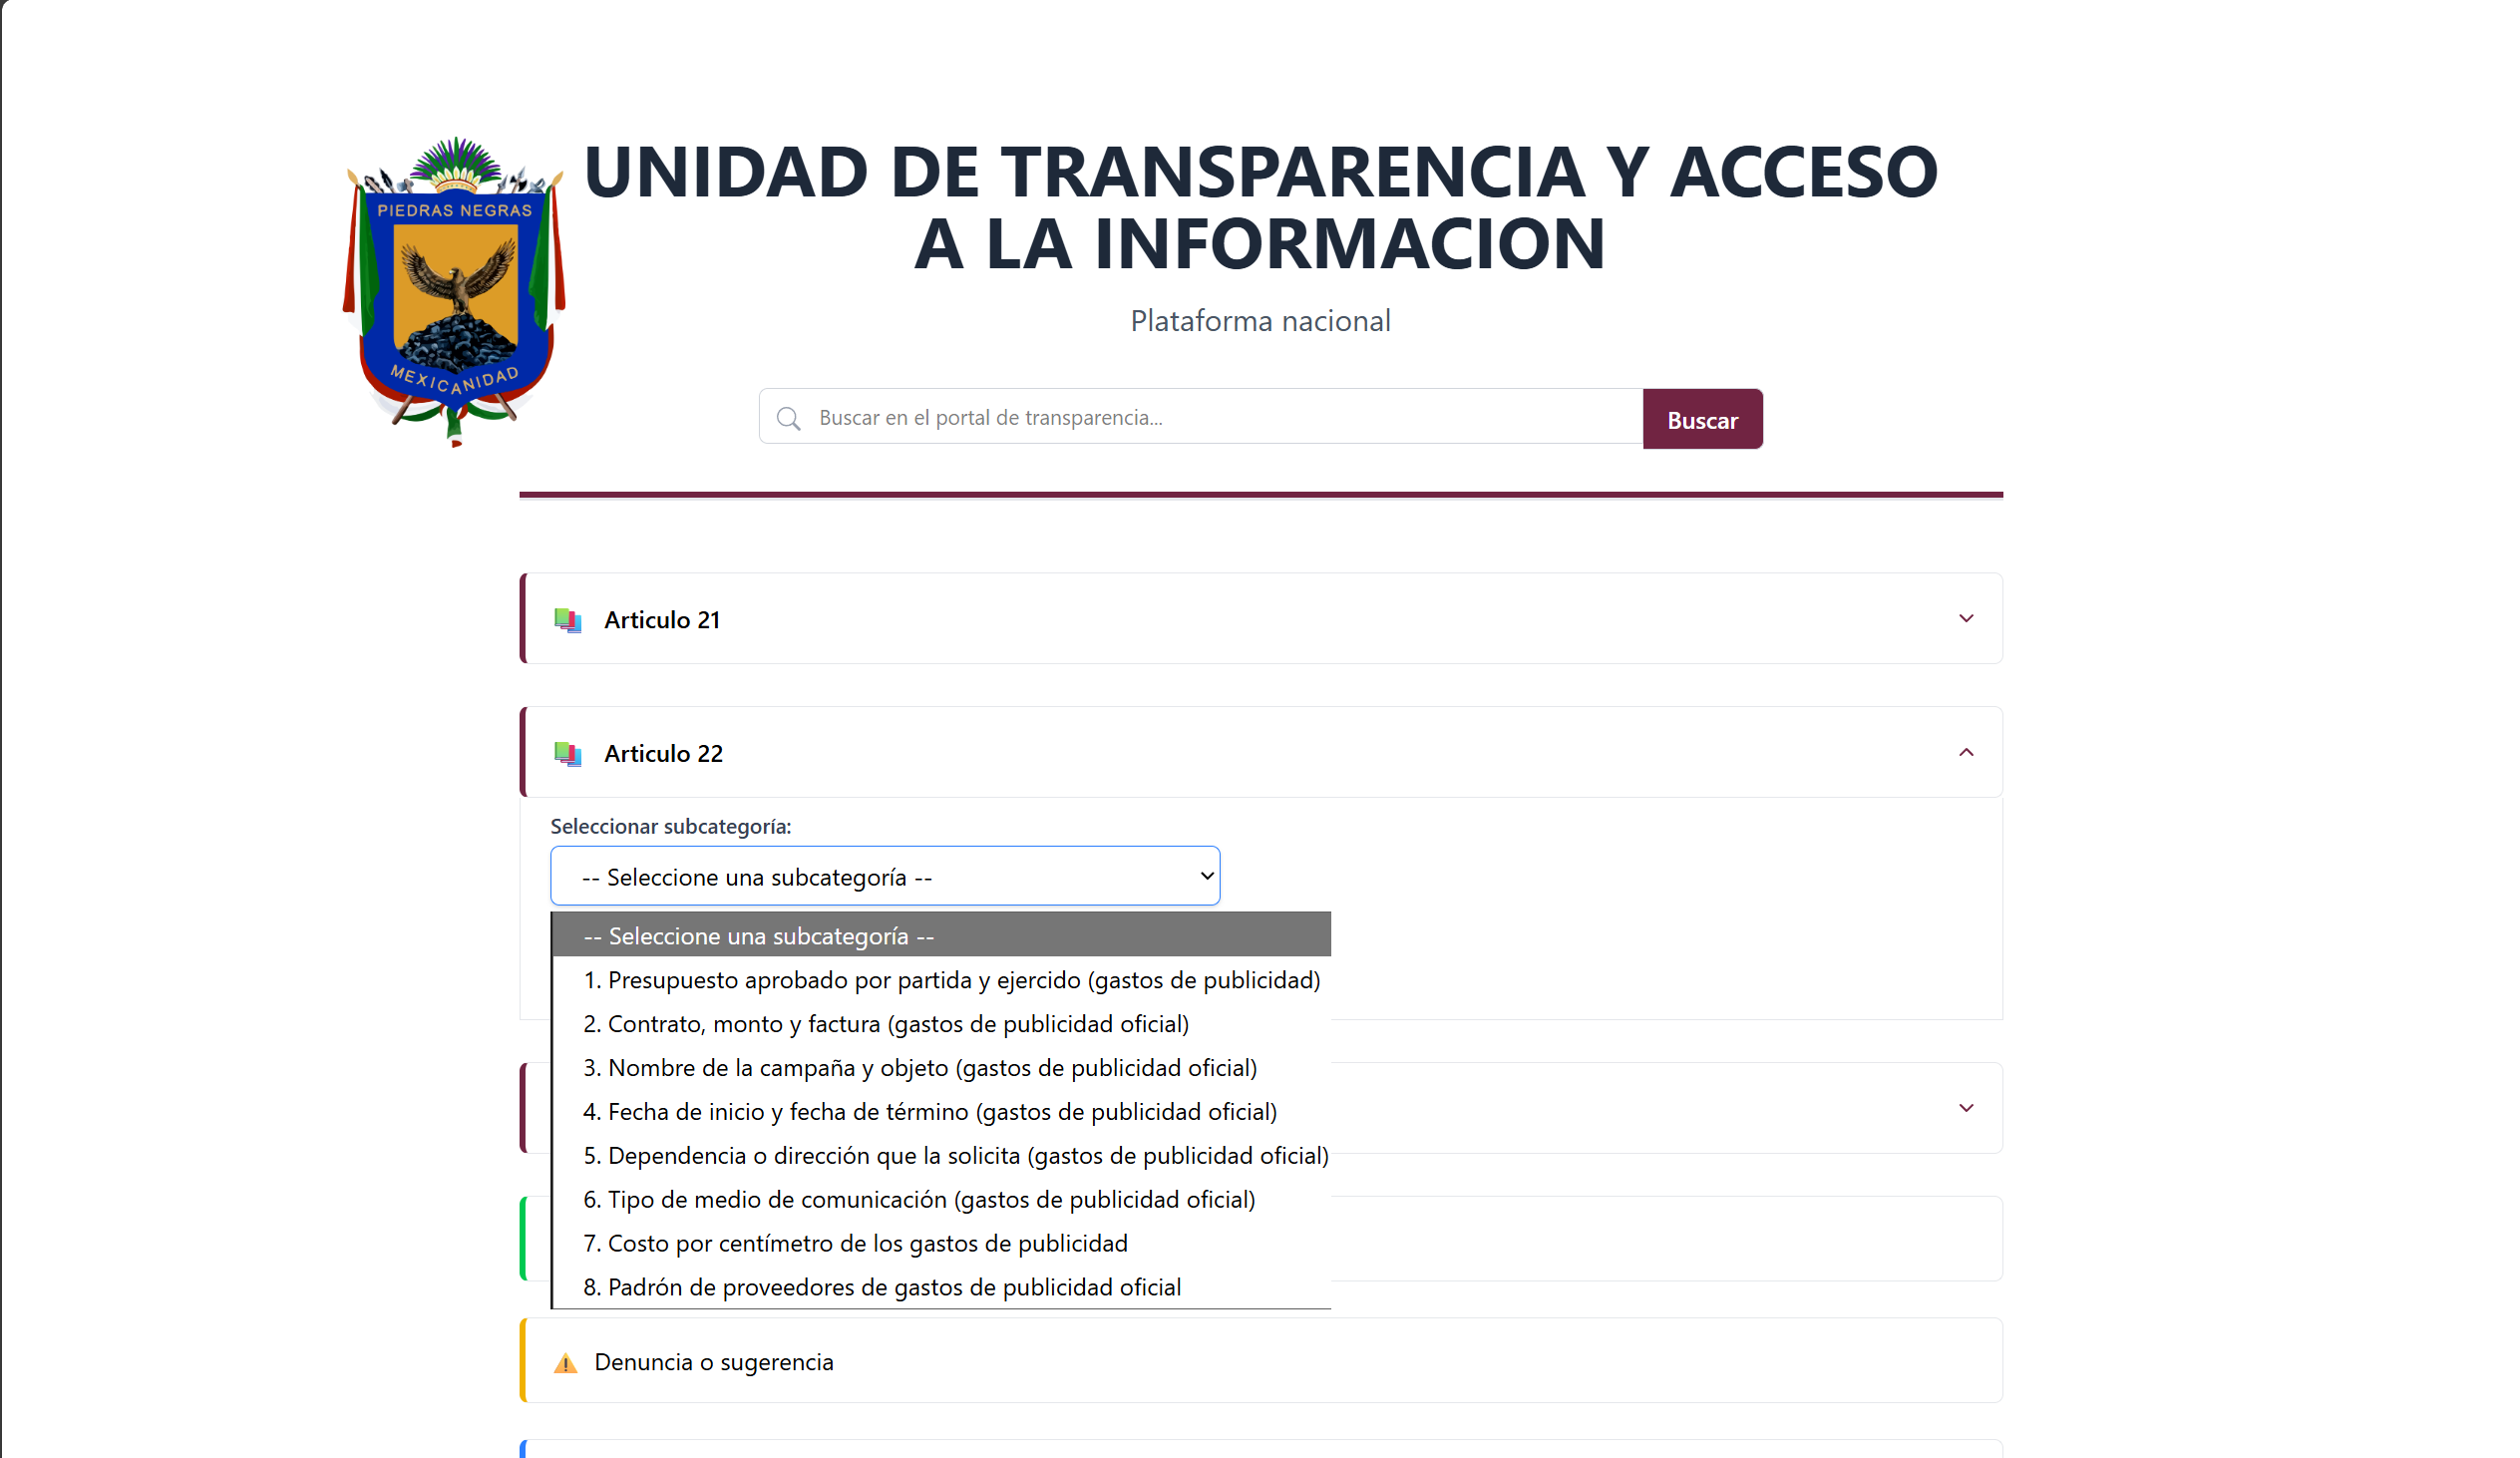 PIEDRAS NEGRAS
MEXICANIDAD
UNIDAD DE TRANSPARENCIA Y ACCESO
A LA INFORMACION
Plataforma nacional
Buscar en el portal de transparencia...
Buscar
Articulo 21
Articulo 22
Seleccionar subcategoría:
-- Seleccione una subcategoría --
-- Seleccione una subcategoría --
1. Presupuesto aprobado por partida y ejercido (gastos de publicidad)
2. Contrato, monto y factura (gastos de publicidad oficial)
3. Nombre de la campaña y objeto (gastos de publicidad oficial)
4. Fecha de inicio y fecha de término (gastos de publicidad oficial)
5. Dependencia o dirección que la solicita (gastos de publicidad oficial)
6. Tipo de medio de comunicación (gastos de publicidad oficial)
7. Costo por centímetro de los gastos de publicidad
8. Padrón de proveedores de gastos de publicidad oficial
Denuncia o sugerencia